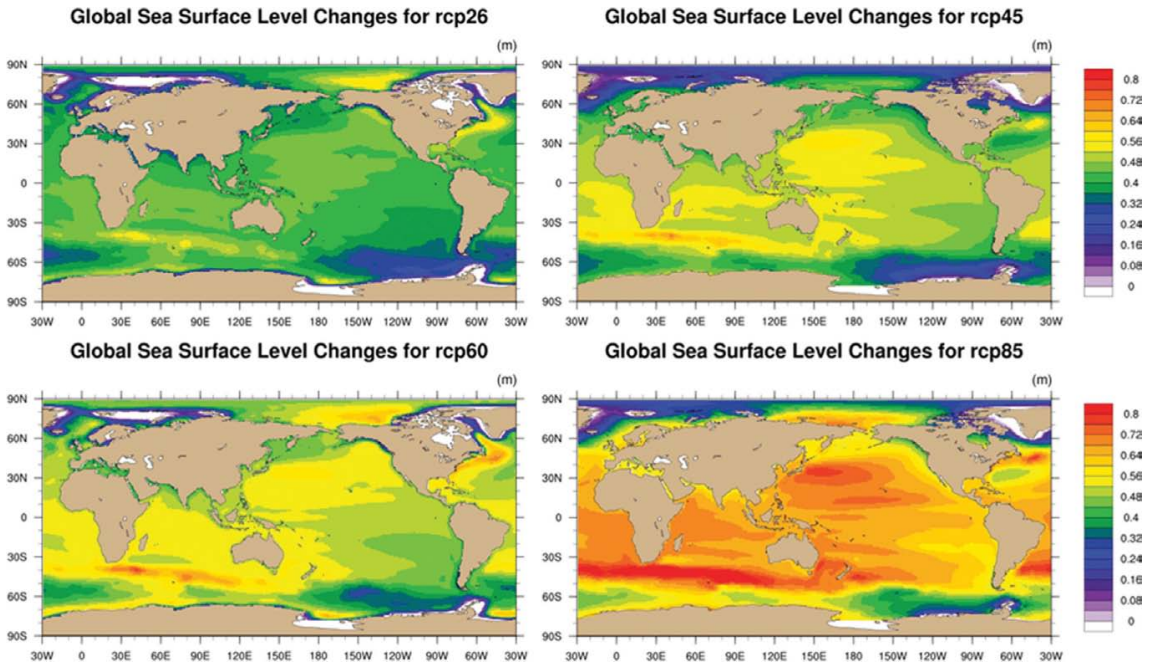 Global Sea Surface Level Changes for rcp26
(m)
90N
60N
30N
0
30S
60S
90S
30W 0 30E 60E 90E 120E 150E 180 150W 120W 90W 60W 30W
Global Sea Surface Level Changes for rcp45
(m)
90N
60N
30N
0
30S
60S
90S
30W 0 30E 60E 90E 120E 150E 180 150W 120W 90W 60W 30W
0.8
0.72
0.64
0.56
0.48
0.4
0.32
0.24
0.16
0.08
0
Global Sea Surface Level Changes for rcp60
(m)
90N
60N
30N
0
30S
60S
90S
30W 0 30E 60E 90E 120E 150E 180 150W 120W 90W 60W 30W
Global Sea Surface Level Changes for rcp85
(m)
90N
60N
30N
0
30S
60S
90S
30W 0 30E 60E 90E 120E 150E 180 150W 120W 90W 60W 30W
0.8
0.72
0.64
0.56
0.48
0.4
0.32
0.24
0.16
0.08
0